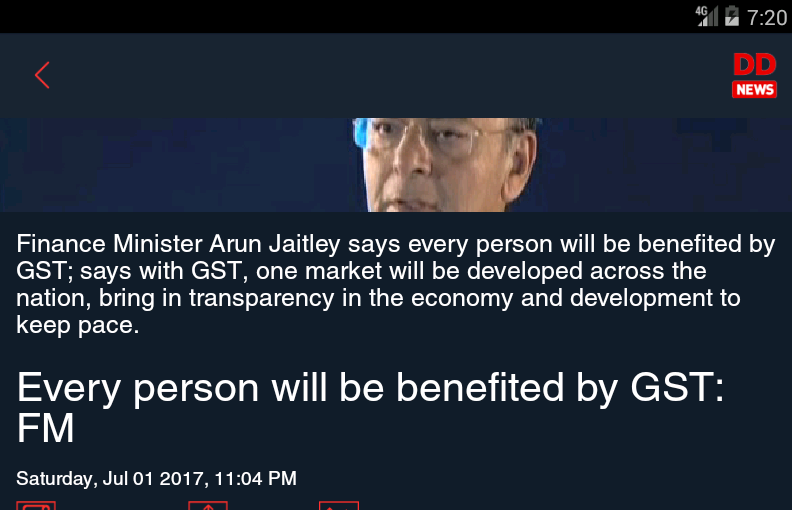 4G 7:20
DD
NEWS
Finance Minister Arun Jaitley says every person will be benefited by
GST; says with GST, one market will be developed across the
nation, bring in transparency in the economy and development to
keep pace.
Every person will be benefited by GST:
FM
Saturday, Jul 01 2017, 11:04 PM